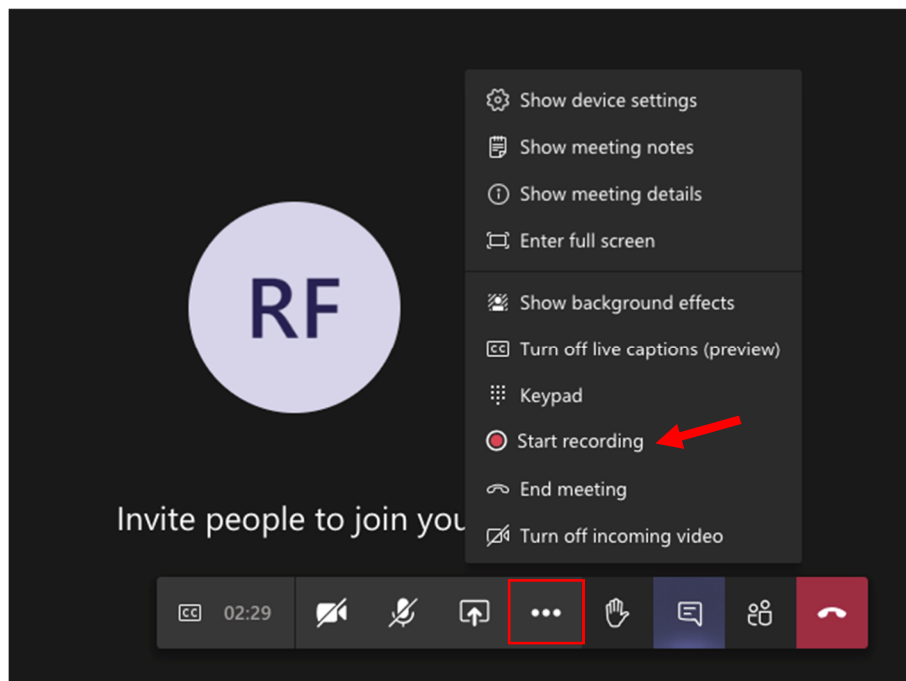 Show device settings
Show meeting notes
Show meeting details
Enter full screen
RF
Show background effects
CC Turn off live captions (preview)
Keypad
Start recording
End meeting
Invite people to join you
Turn off incoming video
CC 02:29